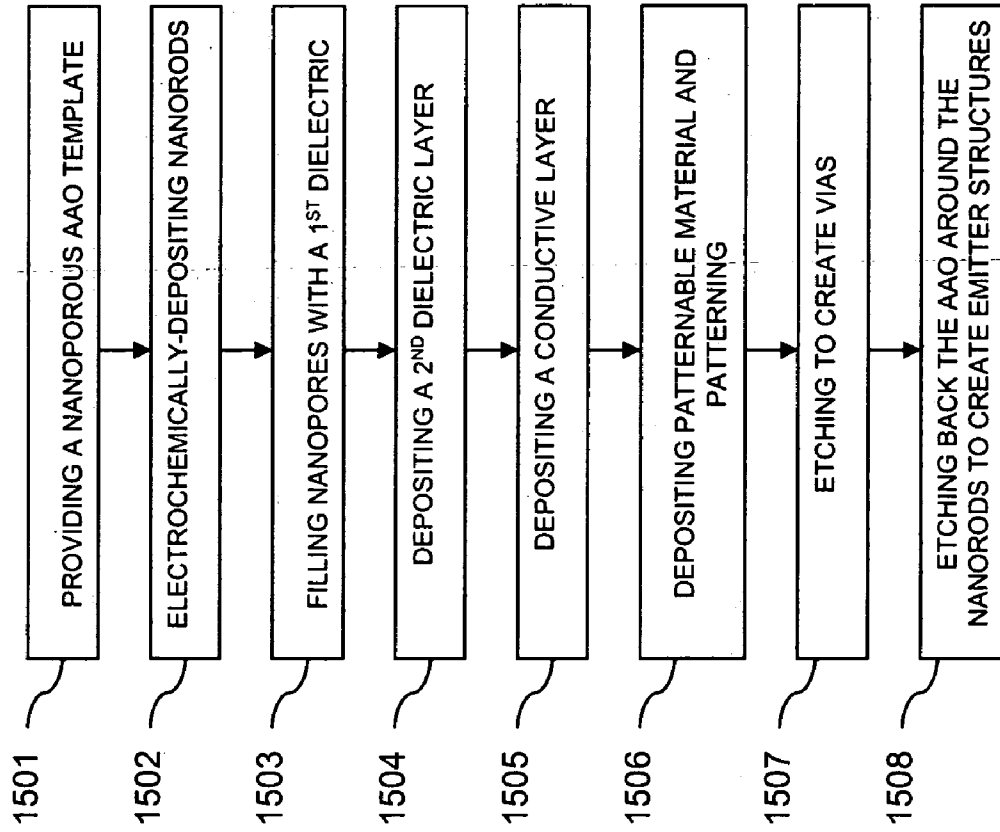 1501
PROVIDING A NANOPOROUS AAO TEMPLATE
1502
ELECTROCHEMICALLY-DEPOSITING NANORODS
1503
FILLING NANOPORES WITH A 1ST DIELECTRIC
1504
DEPOSITING A 2ND DIELECTRIC LAYER
1505
DEPOSITING A CONDUCTIVE LAYER
1506
DEPOSITING PATTERNABLE MATERIAL AND
PATTERNING
1507
ETCHING TO CREATE VIAS
1508
ETCHING BACK THE AAO AROUND THE
NANORODS TO CREATE EMITTER STRUCTURES